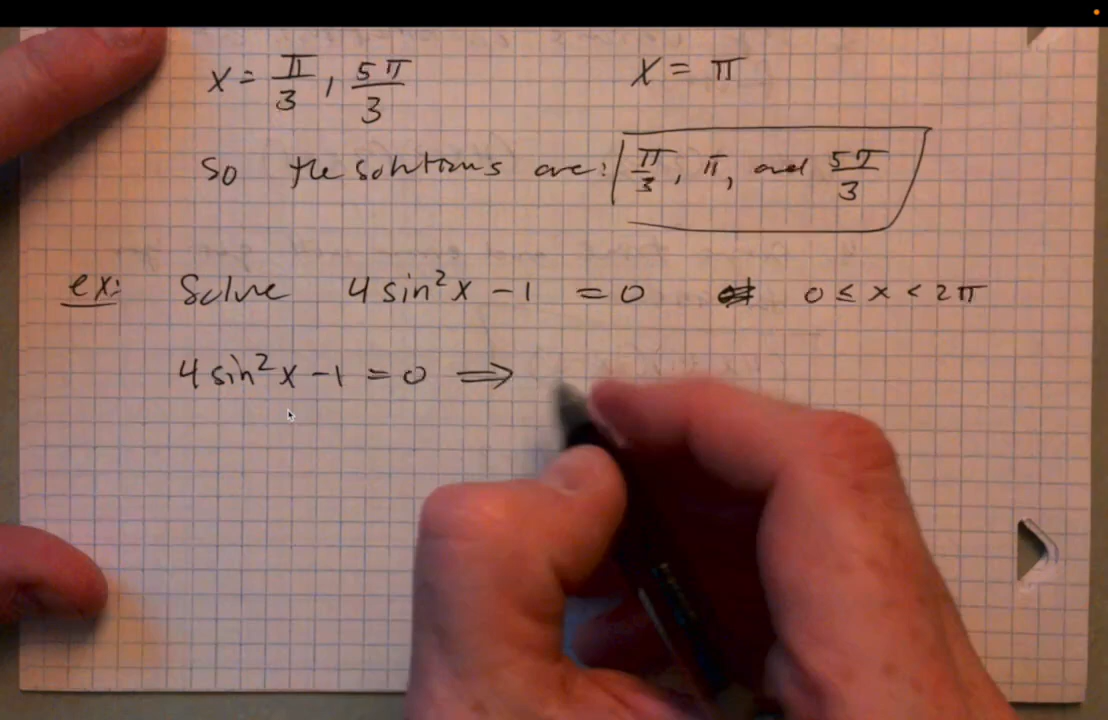 x = π/3, 5π/3 x = π
So the solutions are: π/3, π, and 5π/3
ex: Solve 4 sin²x − 1 = 0 0 ≤ x < 2π
4 sin²x − 1 = 0 ⟹